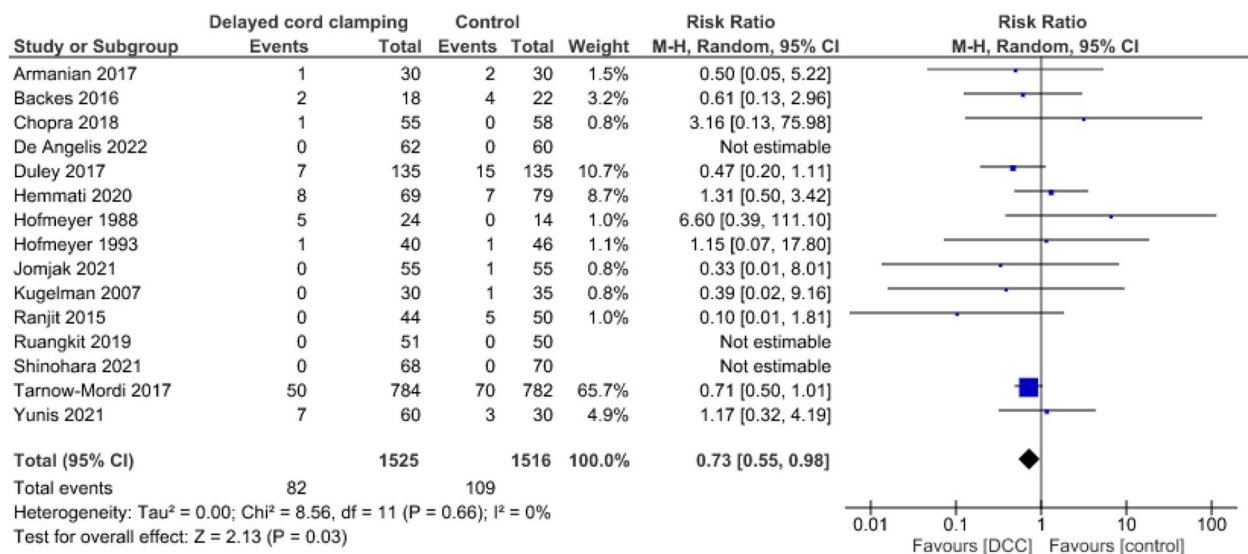 Delayed cord clamping Control Risk Ratio Risk Ratio
Study or Subgroup Events Total Events Total Weight M-H, Random, 95% CI M-H, Random, 95% CI
Armanian 2017 1 30 2 30 1.5% 0.50 [0.05, 5.22]
Backes 2016 2 18 4 22 3.2% 0.61 [0.13, 2.96]
Chopra 2018 1 55 0 58 0.8% 3.16 [0.13, 75.98]
De Angelis 2022 0 62 0 60 Not estimable
Duley 2017 7 135 15 135 10.7% 0.47 [0.20, 1.11]
Hemmati 2020 8 69 7 79 8.7% 1.31 [0.50, 3.42]
Hofmeyer 1988 5 24 0 14 1.0% 6.60 [0.39, 111.10]
Hofmeyer 1993 1 40 1 46 1.1% 1.15 [0.07, 17.80]
Jomjak 2021 0 55 1 55 0.8% 0.33 [0.01, 8.01]
Kugelman 2007 0 30 1 35 0.8% 0.39 [0.02, 9.16]
Ranjit 2015 0 44 5 50 1.0% 0.10 [0.01, 1.81]
Ruangkit 2019 0 51 0 50 Not estimable
Shinohara 2021 0 68 0 70 Not estimable
Tarnow-Mordi 2017 50 784 70 782 65.7% 0.71 [0.50, 1.01]
Yunis 2021 7 60 3 30 4.9% 1.17 [0.32, 4.19]
Total (95% CI) 1525 1516 100.0% 0.73 [0.55, 0.98]
Total events 82 109
Heterogeneity: Tau² = 0.00; Chi² = 8.56, df = 11 (P = 0.66); I² = 0%
Test for overall effect: Z = 2.13 (P = 0.03)
0.01 0.1 1 10 100
Favours [DCC] Favours [control]